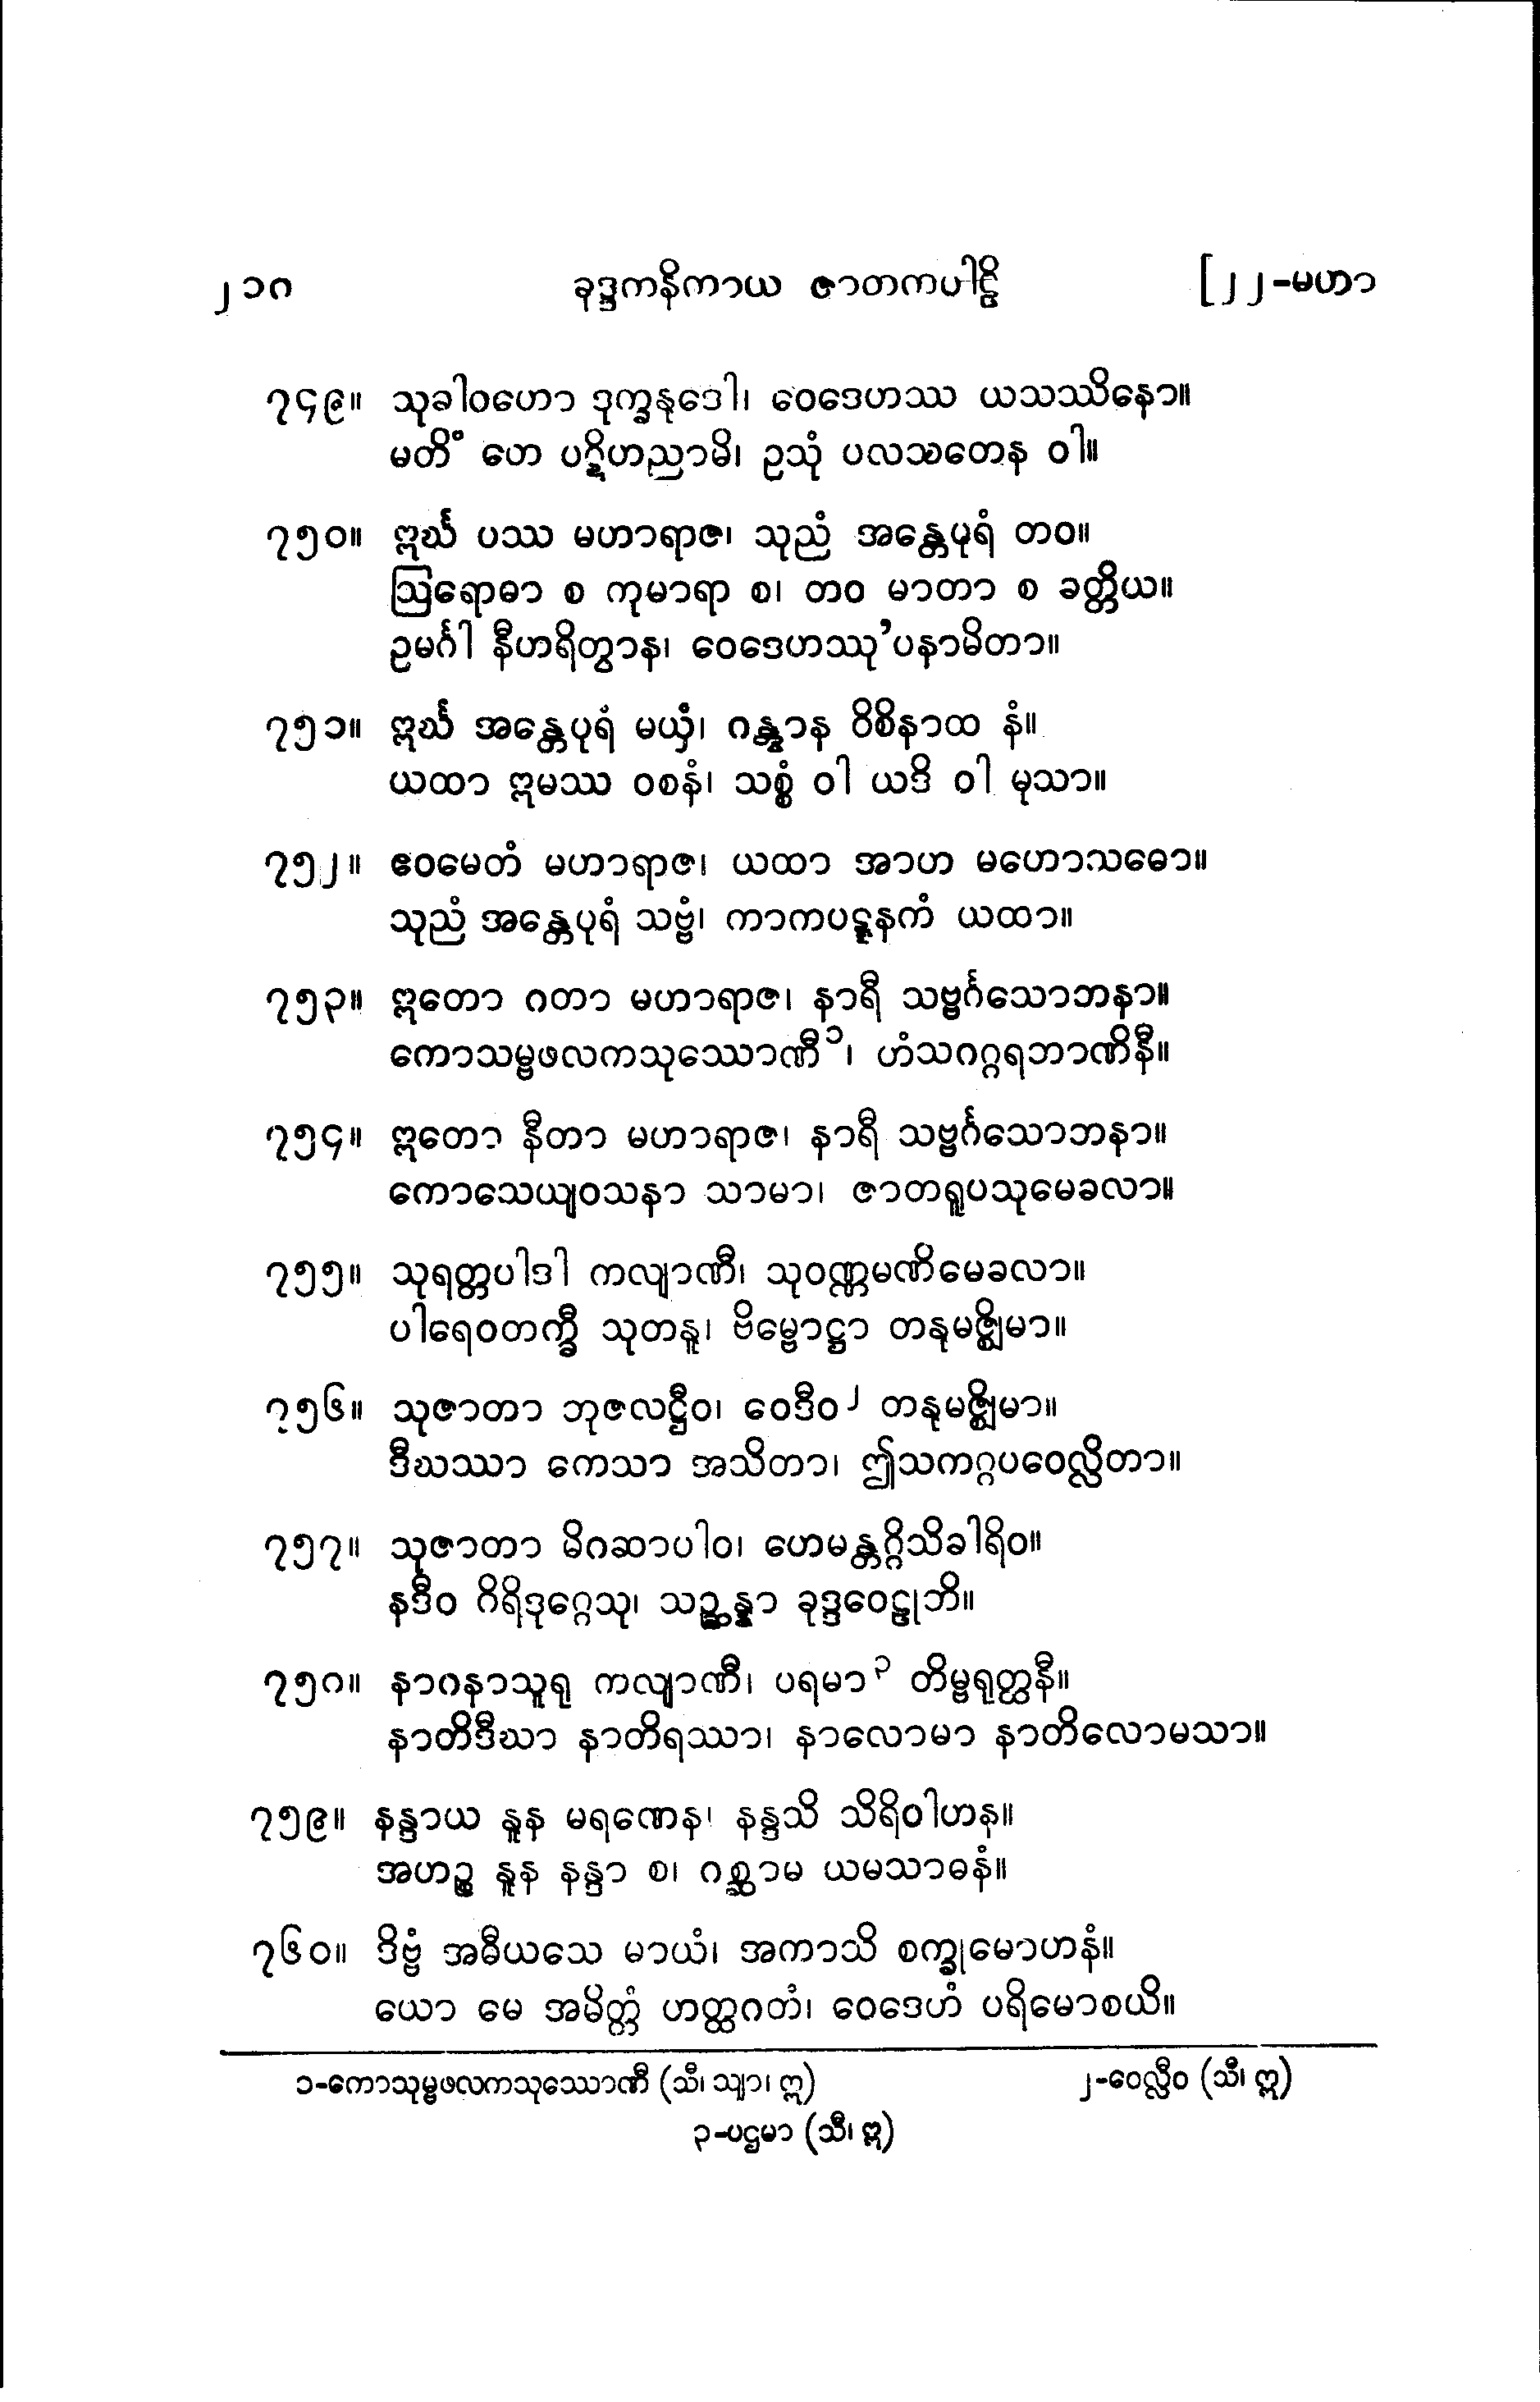 ၂၁၈ ခုဒ္ဒကနိကာယ ဇာတကပါဠိ [၂၂-မဟာ
၇၄၉။ သုခါဝဟော ဒုက္ခနုဒေါ၊ ဝေဒေဟဿ ယသဿိနော။
မတိံ တေ ပဋိဟညာမိ၊ ဥသုံ ပလသတေန ဝါ။
၇၅၀။ ဣင်္ဃ ပဿ မဟာရာဇ၊ သုညံ အန္တေပုရံ တဝ။
ဩရောဓာ စ ကုမာရာ စ၊ တဝ မာတာ စ ခတ္တိယ။
ဥမင်္ဂါ နီဟရိတွာန၊ ဝေဒေဟဿု’ပနာမိတာ။
၇၅၁။ ဣင်္ဃ အန္တေပုရံ မယှံ၊ ဂန္တွာန ဝိစိနာထ နံ။
ယထာ ဣမဿ ဝစနံ၊ သစ္စံ ဝါ ယဒိ ဝါ မုသာ။
၇၅၂။ ဧဝမေတံ မဟာရာဇ၊ ယထာ အာဟ မဟောသဓော။
သုညံ အန္တေပုရံ သဗ္ဗံ၊ ကာကပဋ္ဋနကံ ယထာ။
၇၅၃။ ဣတော ဂတာ မဟာရာဇ၊ နာရီ သဗ္ဗင်္ဂသောဘနာ။
ကောသမ္ဗဖလကသုဿောဏီ၁၊ ဟံသဂဂ္ဂရဘာဏိနီ။
၇၅၄။ ဣတော နီတာ မဟာရာဇ၊ နာရီ သဗ္ဗင်္ဂသောဘနာ။
ကောသေယျဝသနာ သာမာ၊ ဇာတရူပသုမေခလာ။
၇၅၅။ သုရတ္တပါဒါ ကလျာဏီ၊ သုဝဏ္ဏမဏိမေခလာ။
ပါရေဝတက္ခီ သုတနူ၊ ဗိမ္ဗောဋ္ဌာ တနုမဇ္ဈိမာ။
၇၅၆။ သုဇာတာ ဘုဇလဋ္ဌီဝ၊ ဝေဒီဝ၂ တနုမဇ္ဈိမာ။
ဒီဃဿာ ကေသာ အသိတာ၊ ဤသကဂ္ဂပဝေလ္လိတာ။
၇၅၇။ သုဇာတာ မိဂဆာပါဝ၊ ဟေမန္တဂ္ဂိသိခါရိဝ။
နဒီဝ ဂိရိဒုဂ္ဂေသု၊ သဉ္ဆန္နာ ခုဒ္ဒဝေဠုဘိ။
၇၅၈။ နာဂနာသူရု ကလျာဏီ၊ ပရမာ၃ တိမ္ဗရုတ္ထနီ။
နာတိဒီဃာ နာတိရဿာ၊ နာလောမာ နာတိလောမသာ။
၇၅၉။ နန္ဒာယ နူန မရဏေန၊ နန္ဒသိ သိရိဝါဟန။
အဟဉ္စ နူန နန္ဒာ စ၊ ဂစ္ဆာမ ယမသာဓနံ။
၇၆၀။ ဒိဗ္ဗံ အဓီယသေ မာယံ၊ အကာသိ စက္ခုမောဟနံ။
ယော မေ အမိတ္တံ ဟတ္ထဂတံ၊ ဝေဒေဟံ ပရိမောစယိ။
၁-ကောသုမ္ဗဖလကသုဿောဏီ (သီ၊ သျာ၊ ဣ) ၂-ဝေလ္လီဝ (သီ၊ ဣ)
၃-ပဌမာ (သီ၊ ဣ)